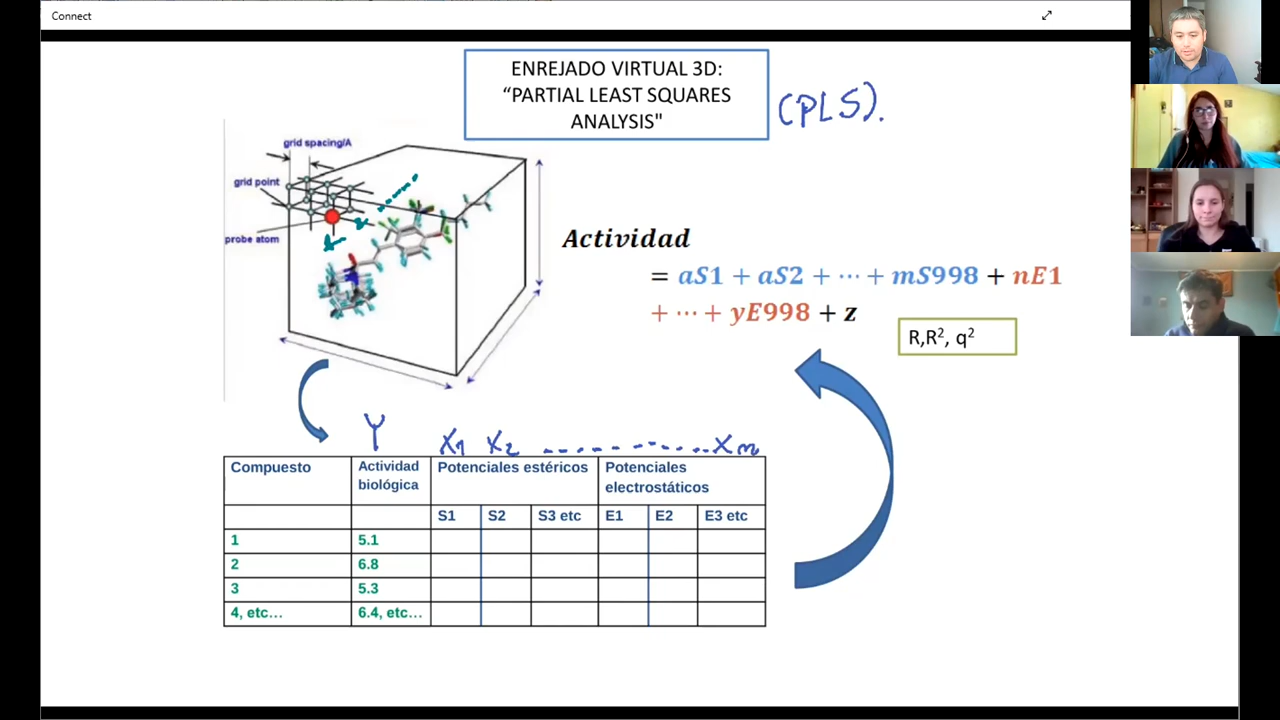 Connect
ENREJADO VIRTUAL 3D:
“PARTIAL LEAST SQUARES
ANALYSIS"
(PLS).
grid spacing/A
grid point
probe atom
Actividad
= aS1 + aS2 + ⋯ + mS998 + nE1
+ ⋯ + yE998 + z
R,R², q²
Y X1 X2 ........... Xm
Compuesto Actividad biológica Potenciales estéricos Potenciales electrostáticos
S1 S2 S3 etc E1 E2 E3 etc
1 5.1
2 6.8
3 5.3
4, etc... 6.4, etc...